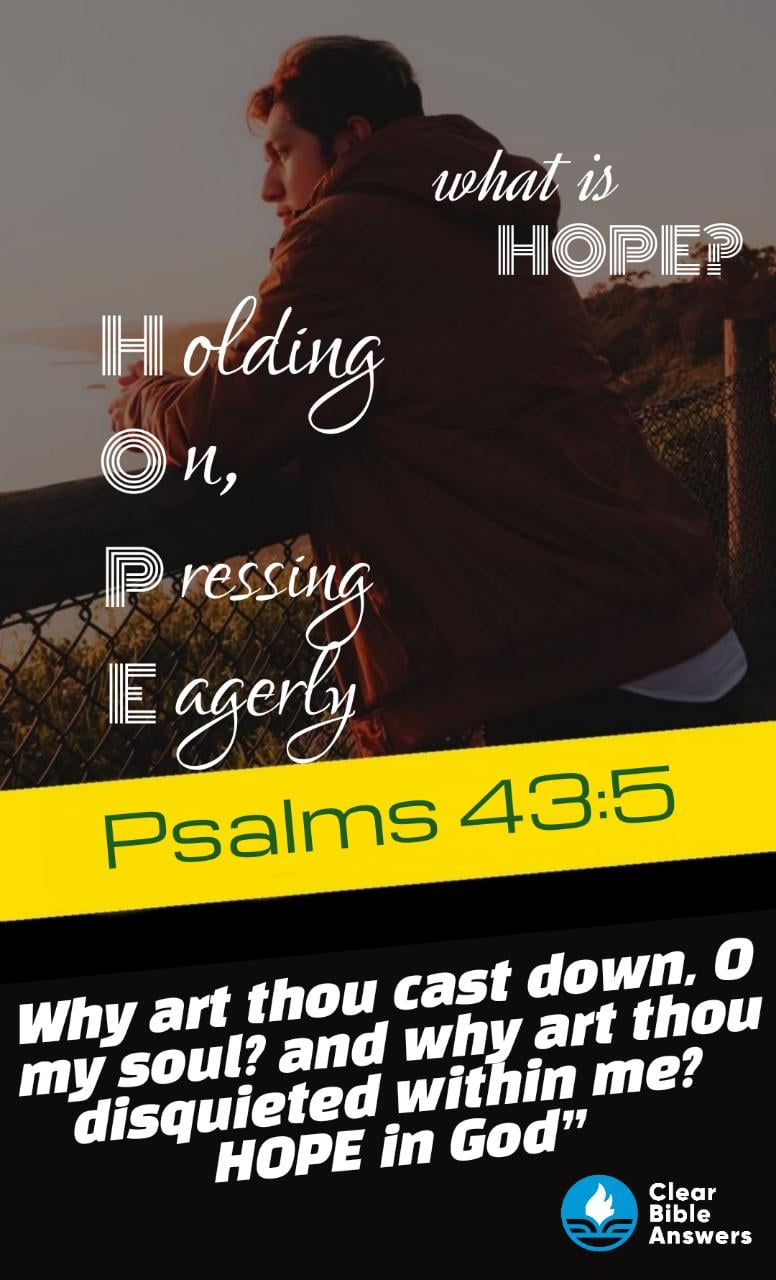 what is
HOPE?
Holding
On,
Pressing
Eagerly
Psalms 43:5
Why art thou cast down, O
my soul? and why art thou
disquieted within me?
HOPE in God”
Clear
Bible
Answers